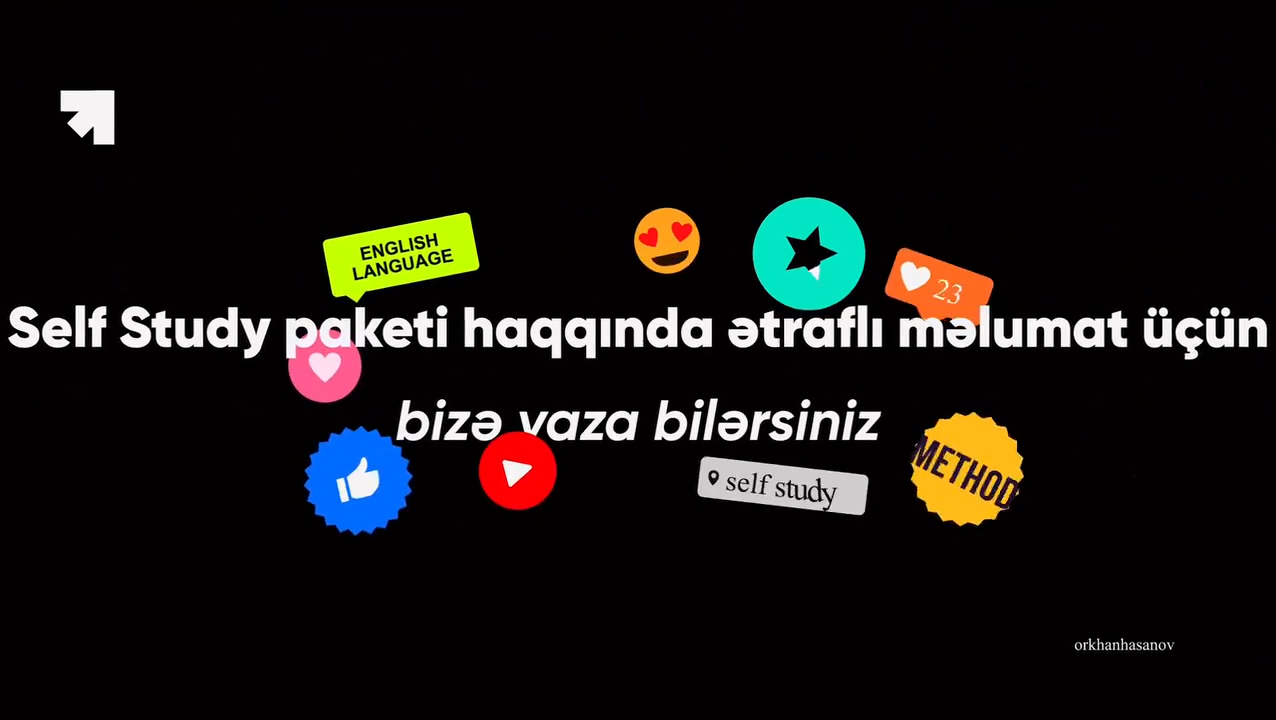 ENGLISH
LANGUAGE
23
Self Study paketi haqqında ətraflı məlumat üçün
bizə yaza bilərsiniz
self study
METHOD
orkhanhasanov